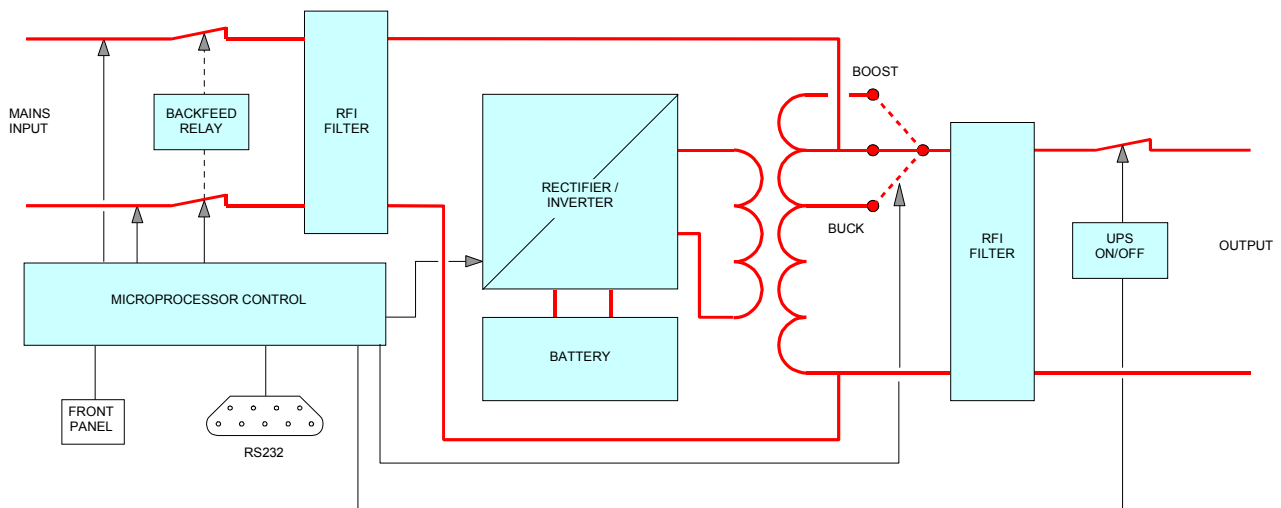 MAINS
INPUT
BACKFEED
RELAY
RFI
FILTER
RECTIFIER /
INVERTER
BATTERY
BOOST
BUCK
RFI
FILTER
UPS
ON/OFF
OUTPUT
MICROPROCESSOR CONTROL
FRONT
PANEL
RS232